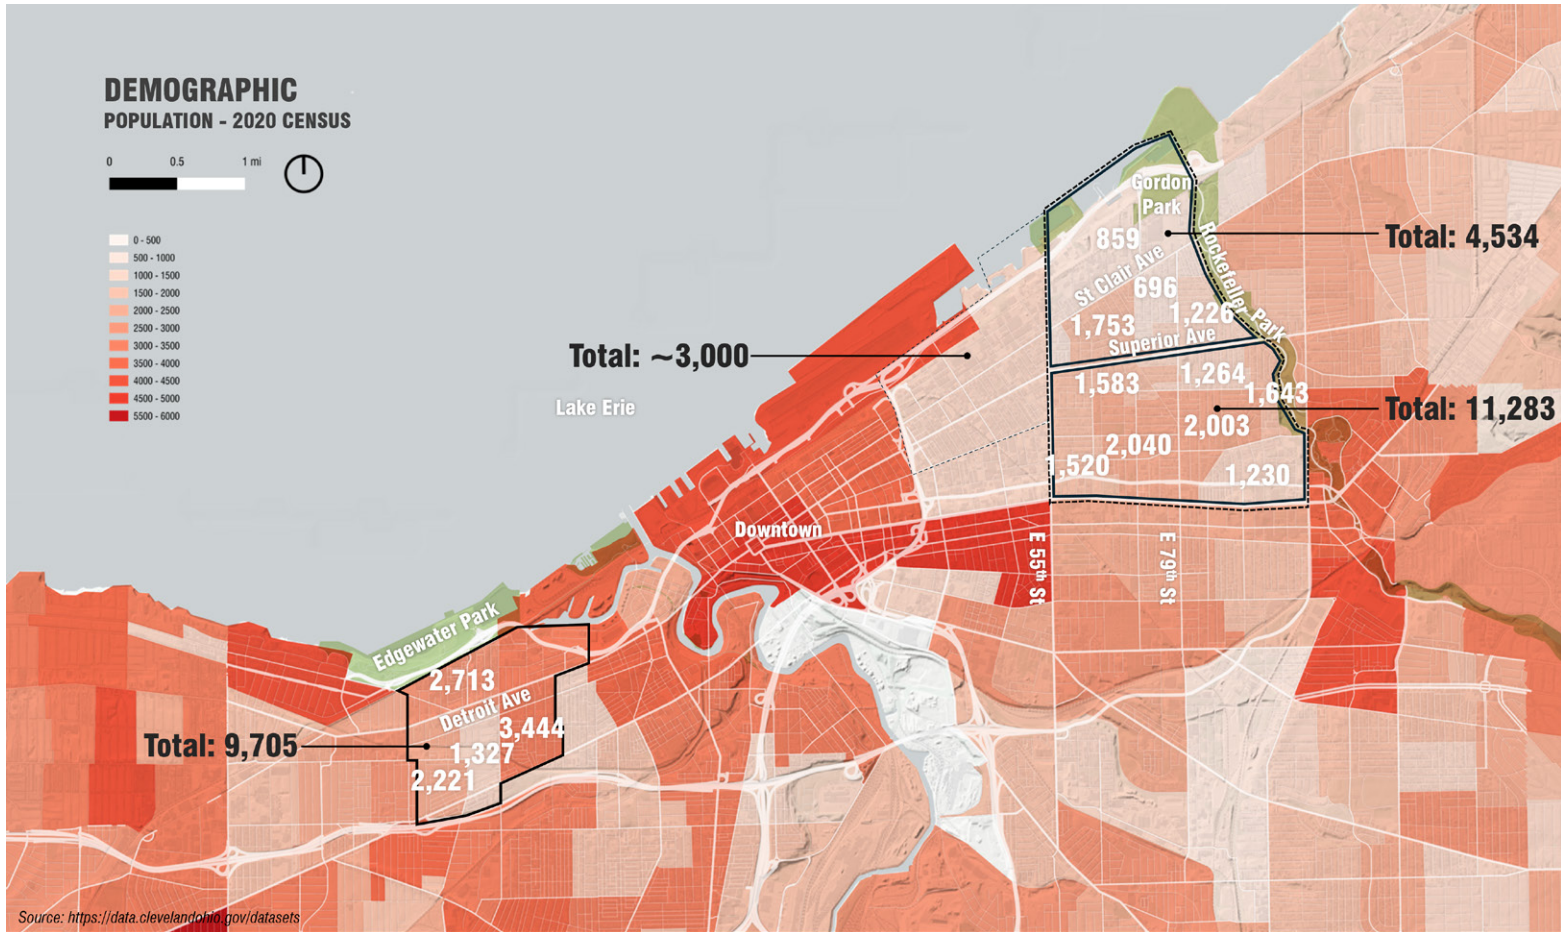 DEMOGRAPHIC
POPULATION - 2020 CENSUS
0 0.5 1 mi
0 - 500
500 - 1000
1000 - 1500
1500 - 2000
2000 - 2500
2500 - 3000
3000 - 3500
3500 - 4000
4000 - 4500
4500 - 5000
5500 - 6000
Gordon
Park
859
Total: 4,534
Rockefeller Park
St Clair Ave
696
1,753
1,226
Superior Ave
Total: ~3,000
1,583
1,264
1,643
Total: 11,283
Lake Erie
2,003
2,040
1,520
1,230
Downtown
E 55th St
E 79th St
Edgewater Park
2,713
Detroit Ave
3,444
Total: 9,705
1,327
2,221
Source: https://data.clevelandohio.gov/datasets